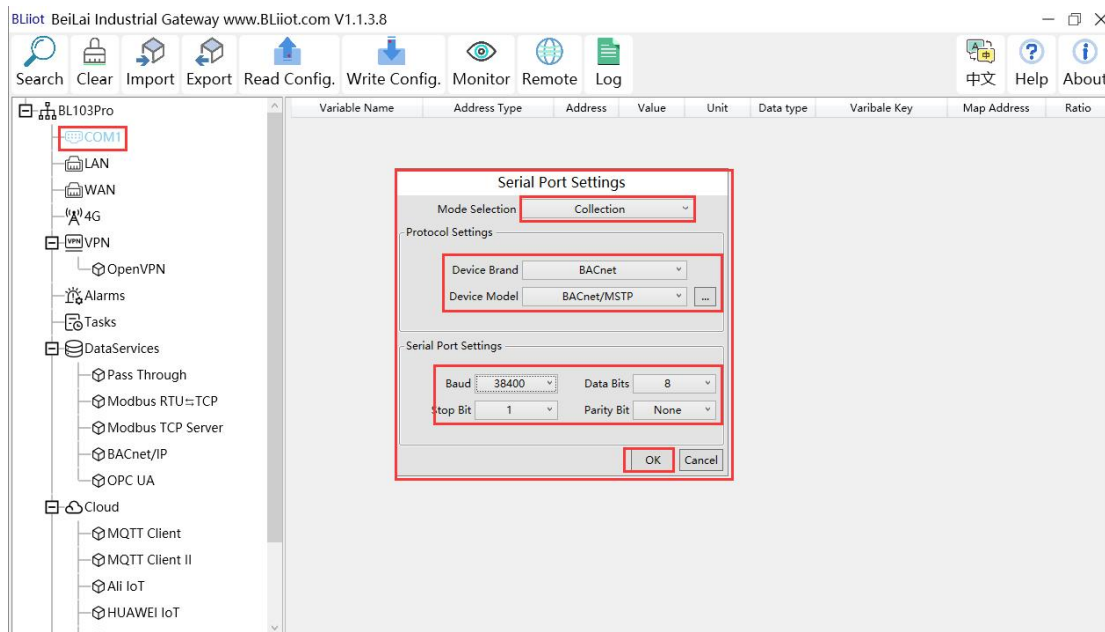 BLiiot BeiLai Industrial Gateway www.BLiiot.com V1.1.3.8
Search Clear Import Export Read Config. Write Config. Monitor Remote Log 中文 Help About
BL103Pro
COM1
LAN
WAN
4G
VPN VPN
OpenVPN
Alarms
Tasks
DataServices
Pass Through
Modbus RTU⇆TCP
Modbus TCP Server
BACnet/IP
OPC UA
Cloud
MQTT Client
MQTT Client II
Ali IoT
HUAWEI IoT
Variable Name Address Type Address Value Unit Data type Varibale Key Map Address Ratio
Serial Port Settings
Mode Selection Collection
Protocol Settings
Device Brand BACnet
Device Model BACnet/MSTP ...
Serial Port Settings
Baud 38400 Data Bits 8
Stop Bit 1 Parity Bit None
OK Cancel